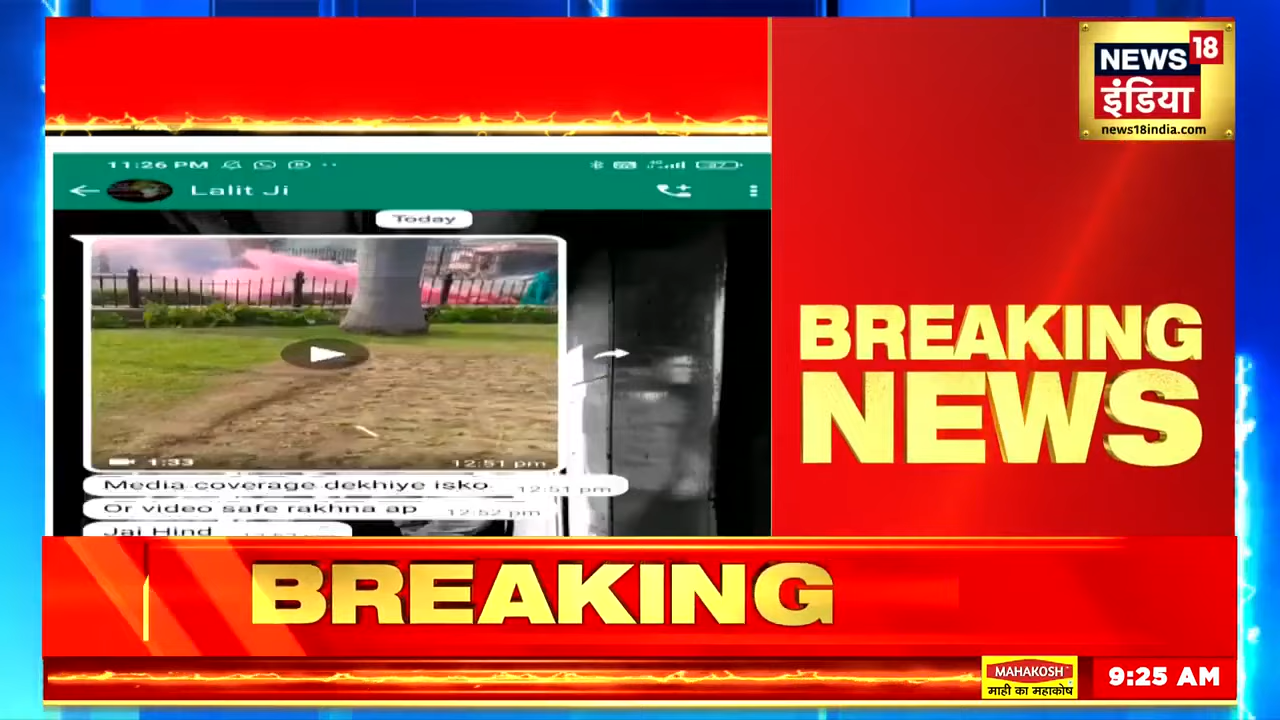 NEWS 18
इंडिया
news18india.com
11:26 PM
Lalit Ji
Today
1:33
12:51 pm
Media coverage dekhiye isko
12:51 pm
Or video safe rakhna ap
12:52 pm
Jai Hind
BREAKING
NEWS
BREAKING
MAHAKOSH
माही का महाकोष
9:25 AM